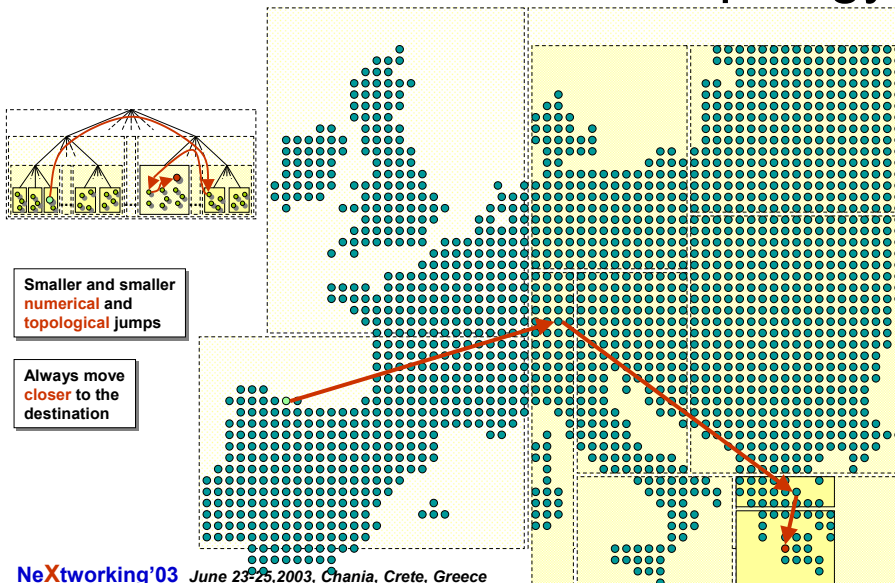 Smaller and smaller
numerical and
topological jumps
Always move
closer to the
destination
NeXtworking'03 June 23-25,2003, Chania, Crete, Greece